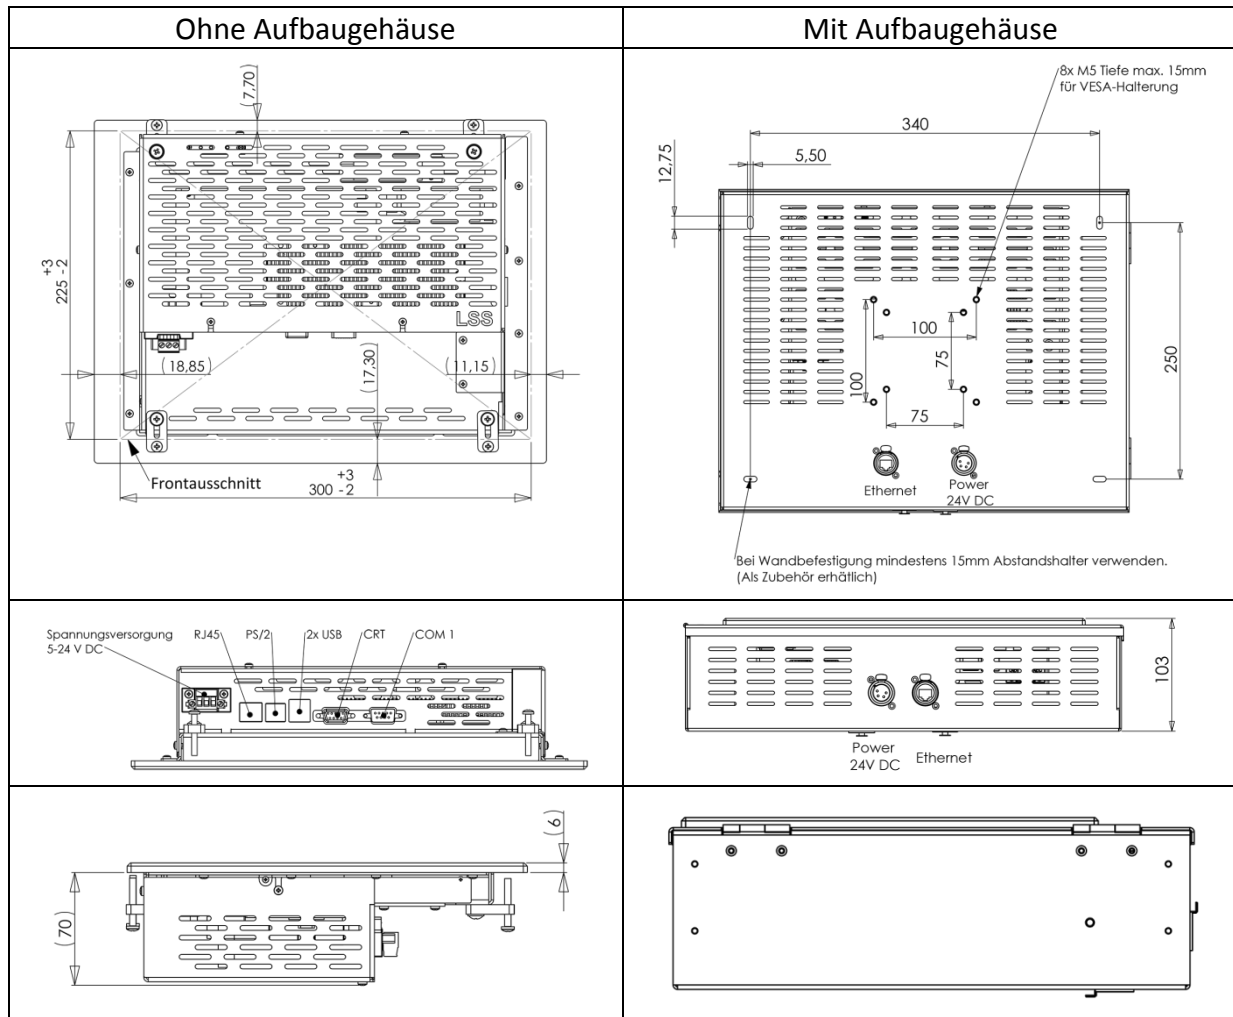 Ohne Aufbaugehäuse
Mit Aufbaugehäuse
(7,70)
225 +3 -2
LSS
(18,85)
(17,30)
(11,15)
Frontausschnitt
300 +3 -2
8x M5 Tiefe max. 15mm
für VESA-Halterung
340
12,75
5,50
100
75
100
250
75
Ethernet
Power
24V DC
Bei Wandbefestigung mindestens 15mm Abstandshalter verwenden.
(Als Zubehör erhätlich)
Spannungsversorgung
5-24 V DC
RJ45
PS/2
2x USB
CRT
COM 1
103
Power
24V DC
Ethernet
(6)
(70)